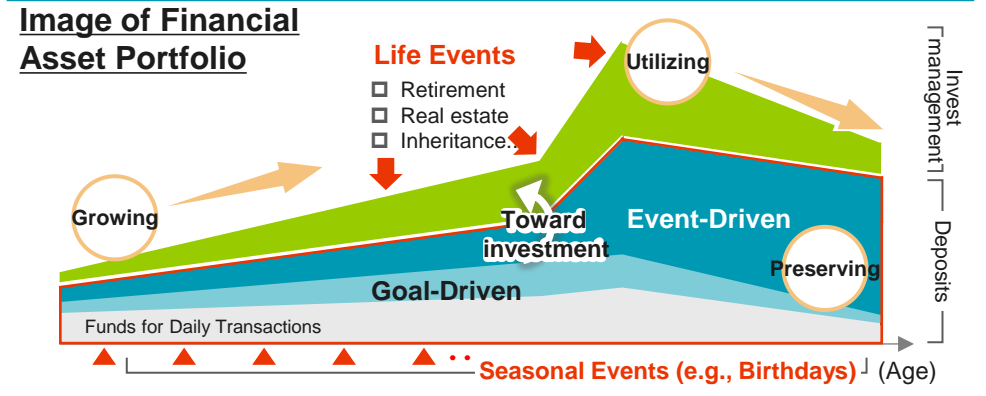 Image of Financial
Asset Portfolio
Life Events
Retirement
Real estate
Inheritance..
Utilizing
Invest
management
Growing
Toward
investment
Event-Driven
Deposits
Preserving
Goal-Driven
Funds for Daily Transactions
Seasonal Events (e.g., Birthdays)
(Age)